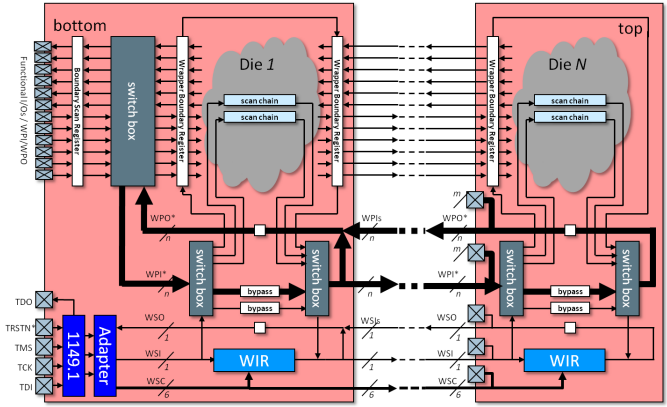 bottom
top
Functional I/Os / WPI/WPO
Boundary Scan Register
switch box
Wrapper Boundary Register
Die 1
scan chain
scan chain
Wrapper Boundary Register
Wrapper Boundary Register
Die N
scan chain
scan chain
WPO*
n
WPIs
n
m
WPO*
n
switch box
switch box
m
switch box
switch box
WPI*
n
bypass
bypass
n
WPI*
n
bypass
bypass
TDO
TRSTN*
TMS
TCK
TDI
1149.1
Adapter
WSO
1
WSIs
1
WSO
1
WSI
1
WIR
1
WSI
1
WIR
WSC
6
6
WSC
6